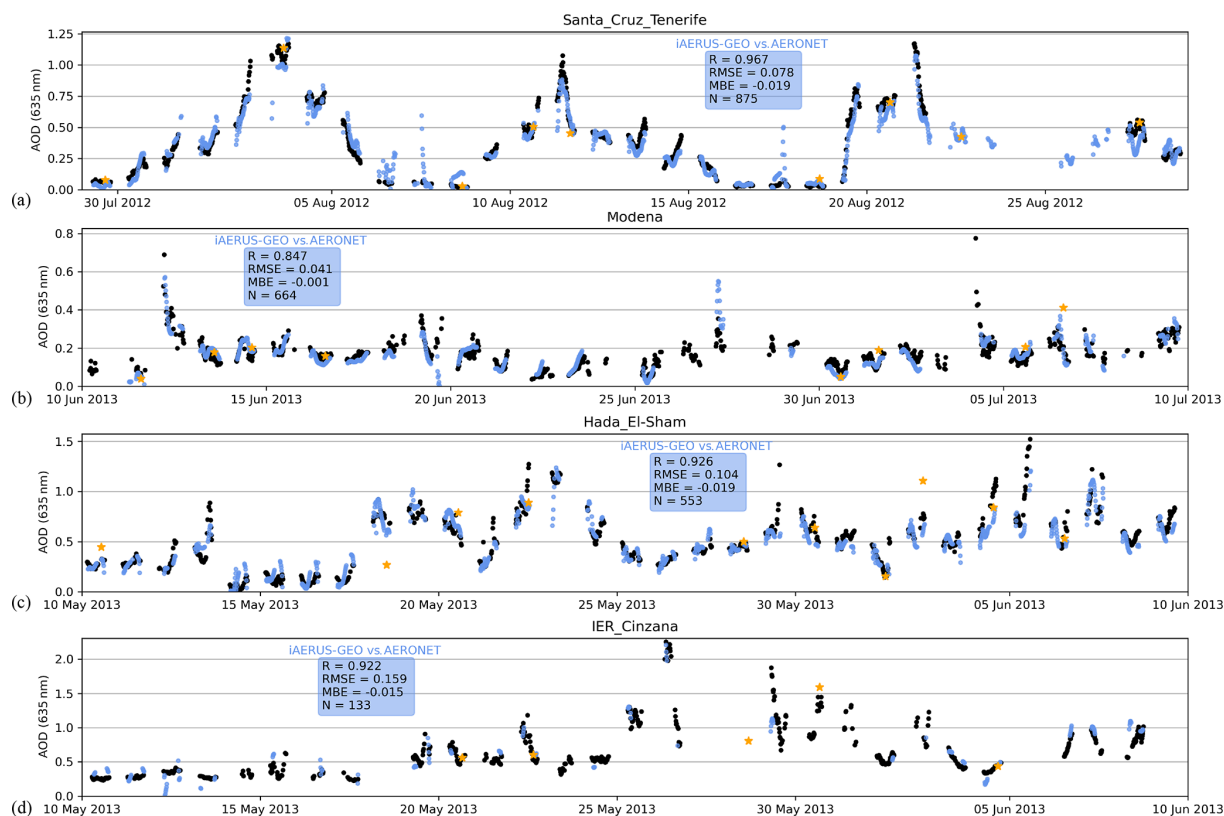 Santa_Cruz_Tenerife
iAERUS-GEO vs. AERONET
R = 0.967
RMSE = 0.078
MBE = -0.019
N = 875
AOD (635 nm)
1.25
1.00
0.75
0.50
0.25
0.00
30 Jul 2012 05 Aug 2012 10 Aug 2012 15 Aug 2012 20 Aug 2012 25 Aug 2012
(a)
Modena
iAERUS-GEO vs. AERONET
R = 0.847
RMSE = 0.041
MBE = -0.001
N = 664
AOD (635 nm)
0.8
0.6
0.4
0.2
0.0
10 Jun 2013 15 Jun 2013 20 Jun 2013 25 Jun 2013 30 Jun 2013 05 Jul 2013 10 Jul 2013
(b)
Hada_El-Sham
iAERUS-GEO vs. AERONET
R = 0.926
RMSE = 0.104
MBE = -0.019
N = 553
AOD (635 nm)
1.5
1.0
0.5
0.0
10 May 2013 15 May 2013 20 May 2013 25 May 2013 30 May 2013 05 Jun 2013 10 Jun 2013
(c)
IER_Cinzana
iAERUS-GEO vs. AERONET
R = 0.922
RMSE = 0.159
MBE = -0.015
N = 133
AOD (635 nm)
2.0
1.5
1.0
0.5
0.0
10 May 2013 15 May 2013 20 May 2013 25 May 2013 30 May 2013 05 Jun 2013 10 Jun 2013
(d)